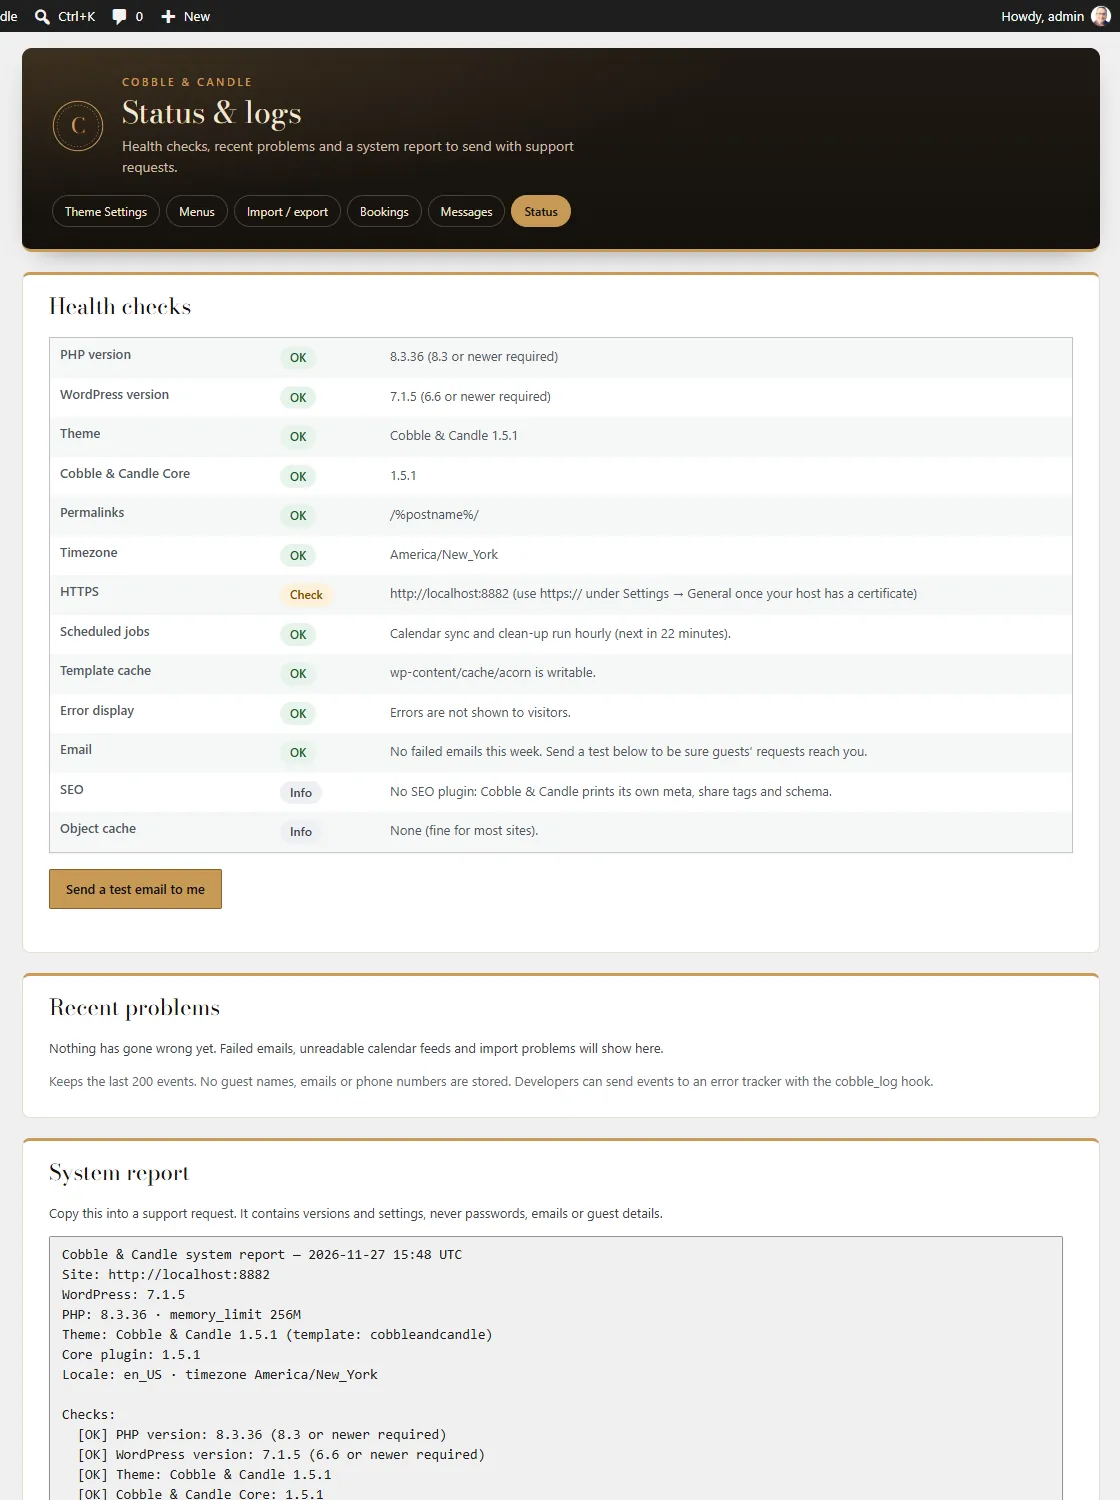 dle Ctrl+K 0 New Howdy, admin
COBBLE & CANDLE
C
Status & logs
Health checks, recent problems and a system report to send with support
requests.
Theme Settings Menus Import / export Bookings Messages Status
Health checks
PHP version OK 8.3.36 (8.3 or newer required)
WordPress version OK 7.1.5 (6.6 or newer required)
Theme OK Cobble & Candle 1.5.1
Cobble & Candle Core OK 1.5.1
Permalinks OK /%postname%/
Timezone OK America/New_York
HTTPS Check http://localhost:8882 (use https:// under Settings → General once your host has a certificate)
Scheduled jobs OK Calendar sync and clean-up run hourly (next in 22 minutes).
Template cache OK wp-content/cache/acorn is writable.
Error display OK Errors are not shown to visitors.
Email OK No failed emails this week. Send a test below to be sure guests’ requests reach you.
SEO Info No SEO plugin: Cobble & Candle prints its own meta, share tags and schema.
Object cache Info None (fine for most sites).
Send a test email to me
Recent problems
Nothing has gone wrong yet. Failed emails, unreadable calendar feeds and import problems will show here.
Keeps the last 200 events. No guest names, emails or phone numbers are stored. Developers can send events to an error tracker with the cobble_log hook.
System report
Copy this into a support request. It contains versions and settings, never passwords, emails or guest details.
Cobble & Candle system report — 2026-11-27 15:48 UTC
Site: http://localhost:8882
WordPress: 7.1.5
PHP: 8.3.36 · memory_limit 256M
Theme: Cobble & Candle 1.5.1 (template: cobbleandcandle)
Core plugin: 1.5.1
Locale: en_US · timezone America/New_York
Checks:
[OK] PHP version: 8.3.36 (8.3 or newer required)
[OK] WordPress version: 7.1.5 (6.6 or newer required)
[OK] Theme: Cobble & Candle 1.5.1
[OK] Cobble & Candle Core: 1.5.1